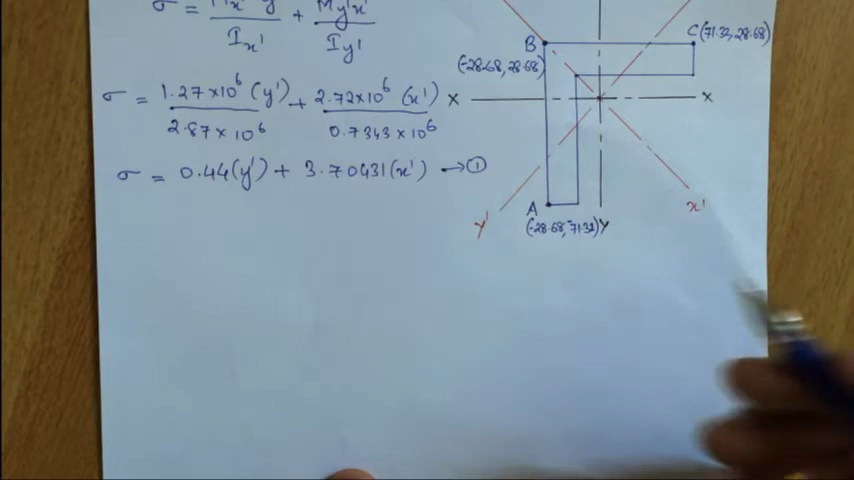 σ = Mx' y' / Ix' + My' x' / Iy'
σ = 1.27×10⁶ (y') / 2.87×10⁶ + 2.72×10⁶ (x') / 0.7343×10⁶
σ = 0.44(y') + 3.70431(x') → ①
B
C (71.32, 28.68)
(-28.68, 28.68)
X
X
A
(-28.68, -71.32) Y
y'
x'